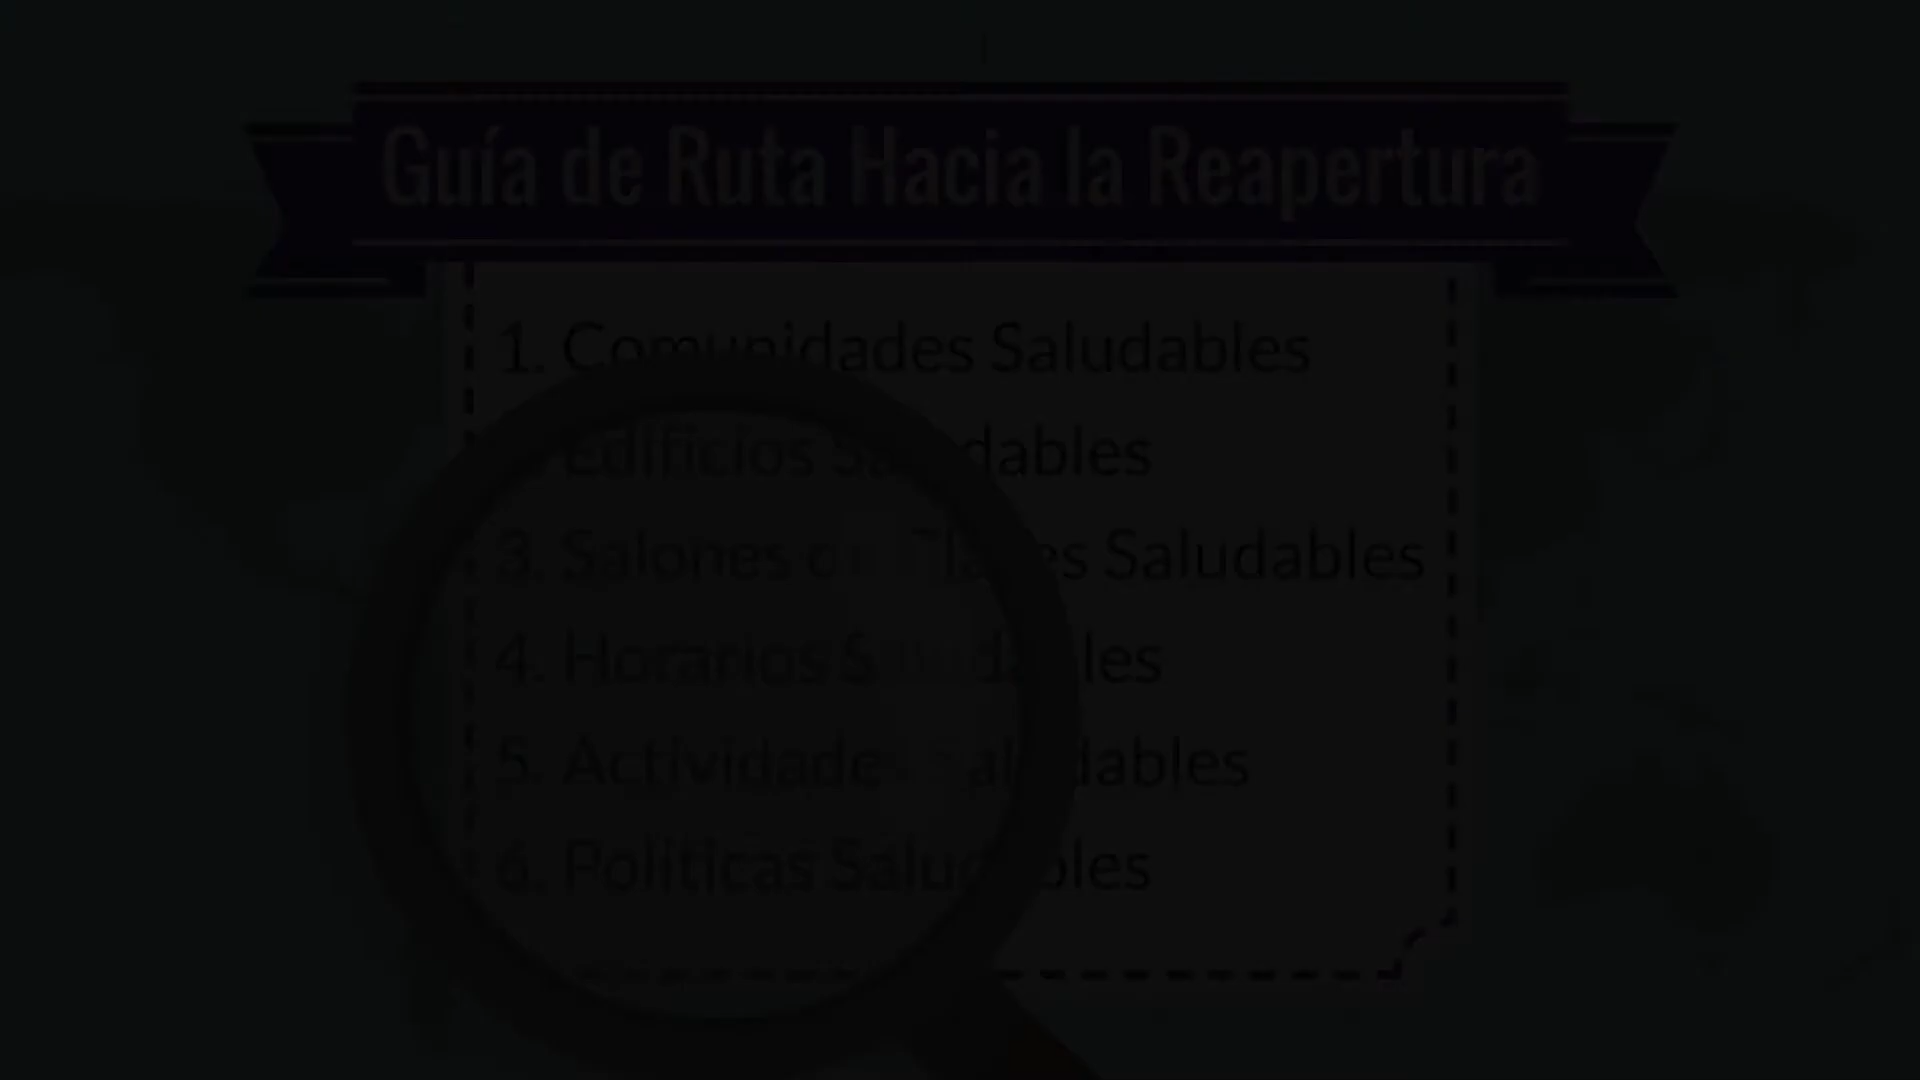 Guía de Ruta Hacia la Reapertura
1. Comunidades Saludables
Edificios Saludables
3. Salones de Clases Saludables
4. Horarios Saludables
5. Actividades Saludables
6. Políticas Saludables